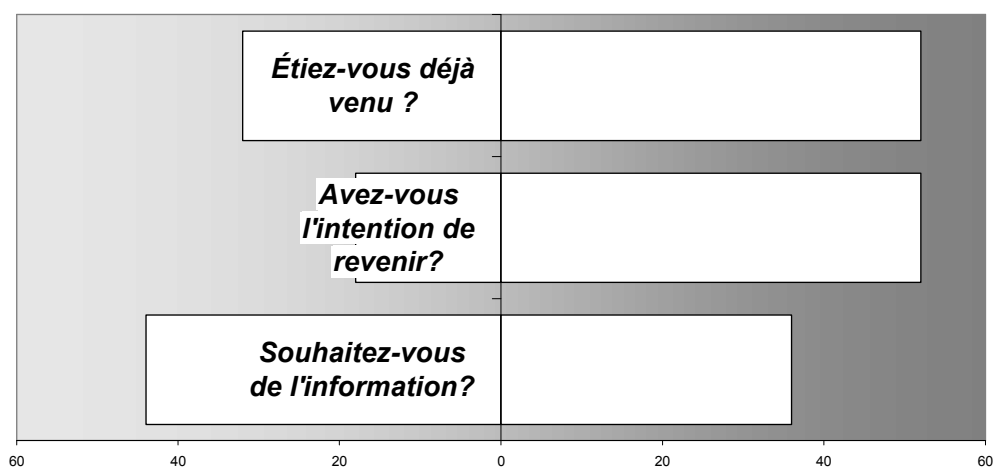 Étiez-vous déjà
venu ?
Avez-vous
l'intention de
revenir?
Souhaitez-vous
de l'information?
60 40 20 0 20 40 60